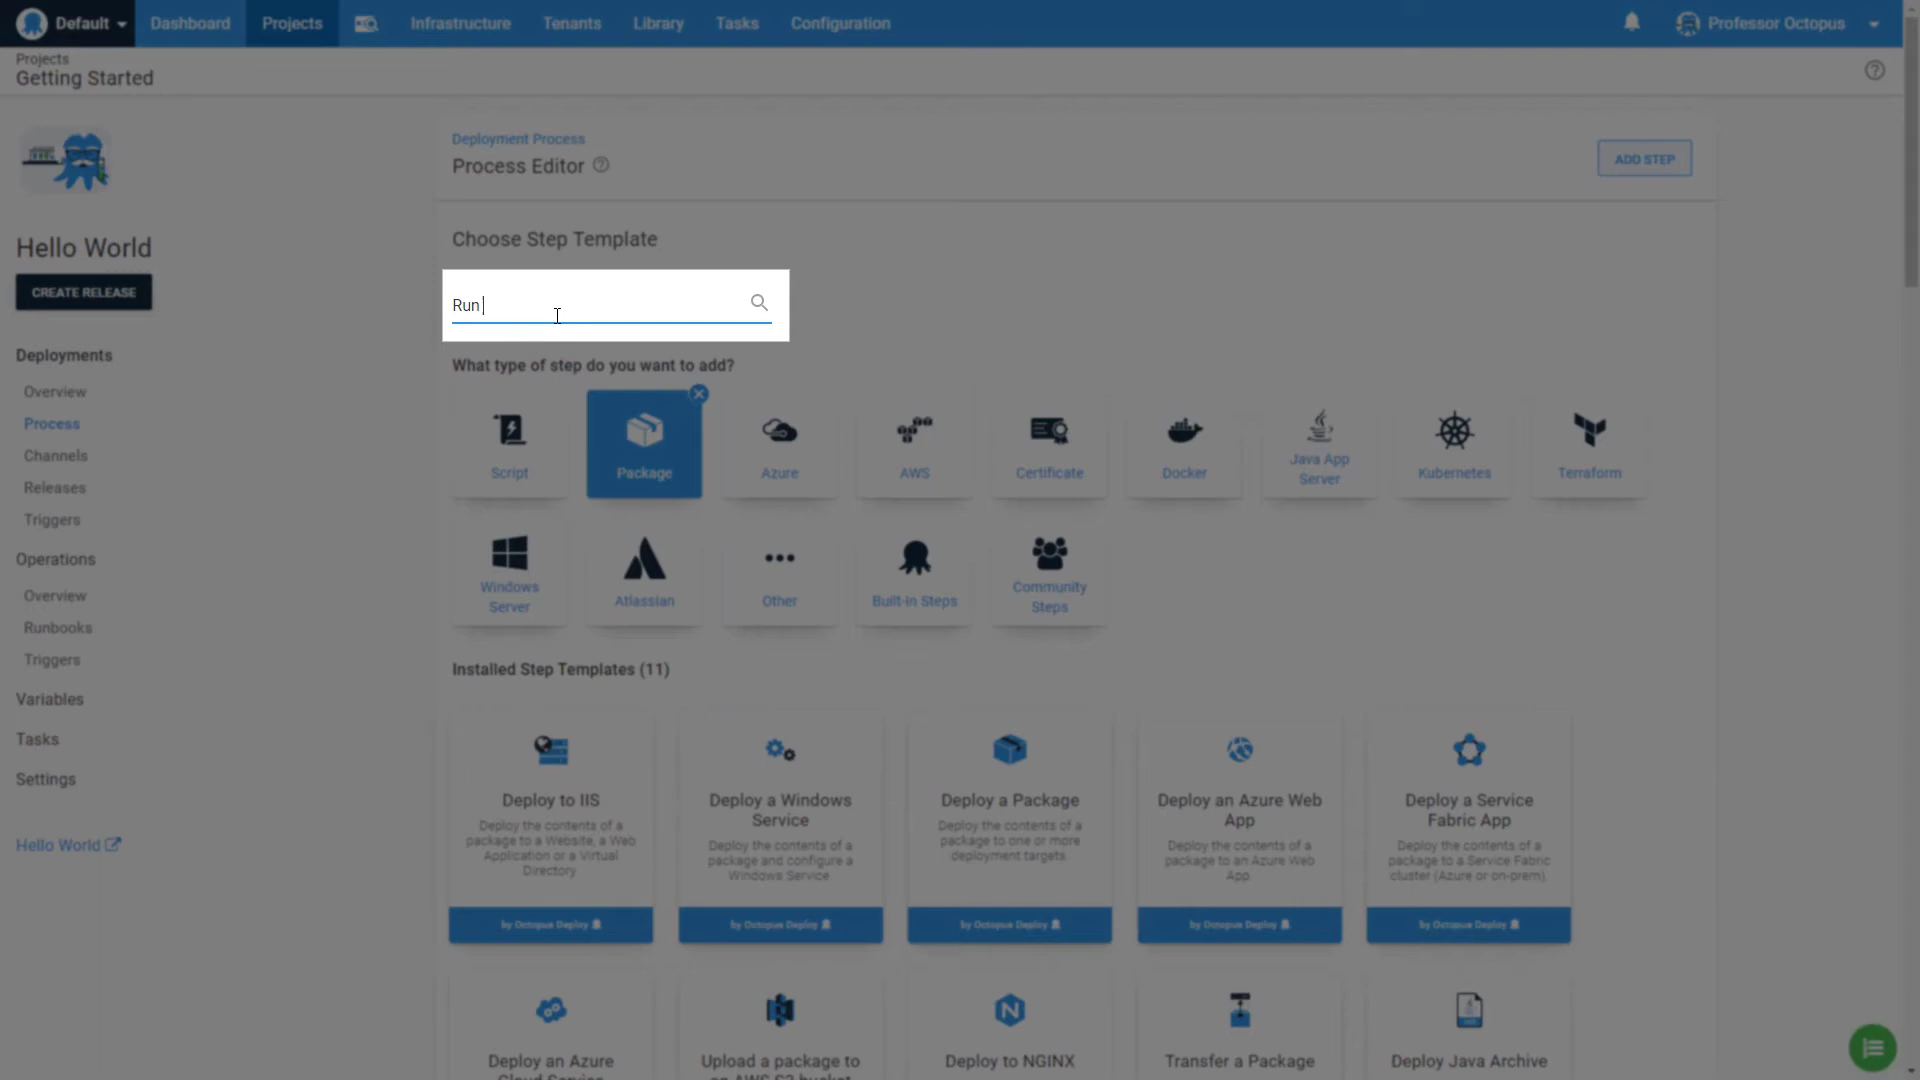 Default
Dashboard
Projects
Infrastructure
Tenants
Library
Tasks
Configuration
Professor Octopus
Projects
Getting Started
Hello World
CREATE RELEASE
Deployments
Overview
Process
Channels
Releases
Triggers
Operations
Overview
Runbooks
Triggers
Variables
Tasks
Settings
Hello World
Deployment Process
Process Editor
ADD STEP
Choose Step Template
Run
What type of step do you want to add?
Script
Package
Azure
AWS
Certificate
Docker
Java App
Server
Kubernetes
Terraform
Windows
Server
Atlassian
Other
Built-In Steps
Community
Steps
Installed Step Templates (11)
Deploy to IIS
Deploy the contents of a
package to a Website, a Web
Application or a Virtual
Directory
by Octopus Deploy
Deploy a Windows
Service
Deploy the contents of a
package and configure a
Windows Service
by Octopus Deploy
Deploy a Package
Deploy the contents of a
package to one or more
deployment targets.
by Octopus Deploy
Deploy an Azure Web
App
Deploy the contents of a
package to an Azure Web
App.
by Octopus Deploy
Deploy a Service
Fabric App
Deploy the contents of a
package to a Service Fabric
cluster (Azure or on-prem).
by Octopus Deploy
Deploy an Azure
Cloud Service
Upload a package to
an AWS S3 bucket
Deploy to NGINX
Transfer a Package
Deploy Java Archive